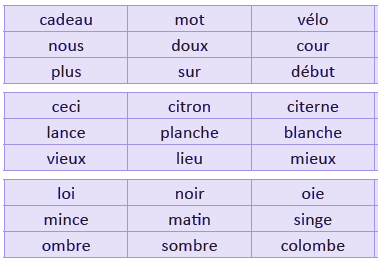 cadeau mot vélo
nous doux cour
plus sur début
ceci citron citerne
lance planche blanche
vieux lieu mieux
loi noir oie
mince matin singe
ombre sombre colombe